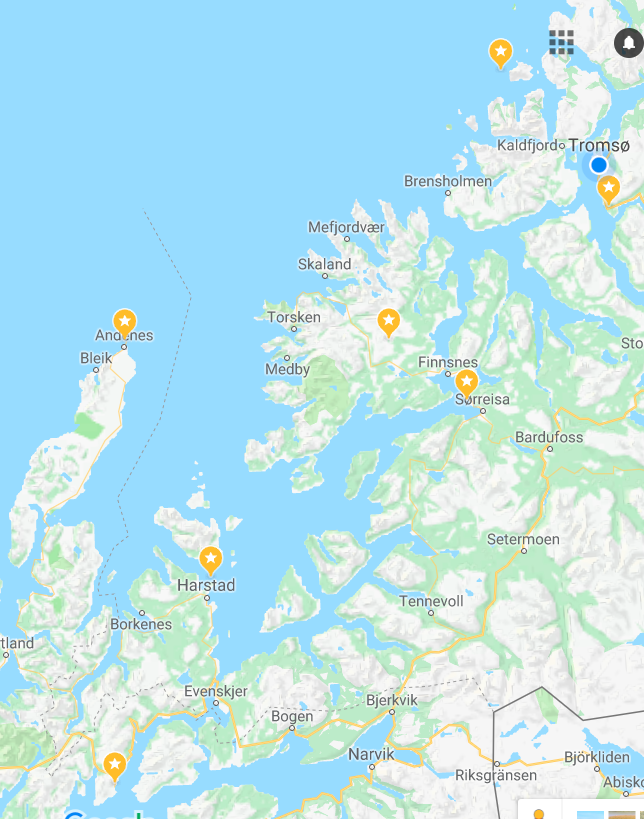 Kaldfjord
Tromsø
Brensholmen
Mefjordvær
Skaland
Torsken
Andenes
Sto
Bleik
Finnsnes
Medby
Sørreisa
Bardufoss
Setermoen
Harstad
Tennevoll
Borkenes
tland
Evenskjer
Bjerkvik
Bogen
Narvik
Björkliden
Riksgränsen
Abisko